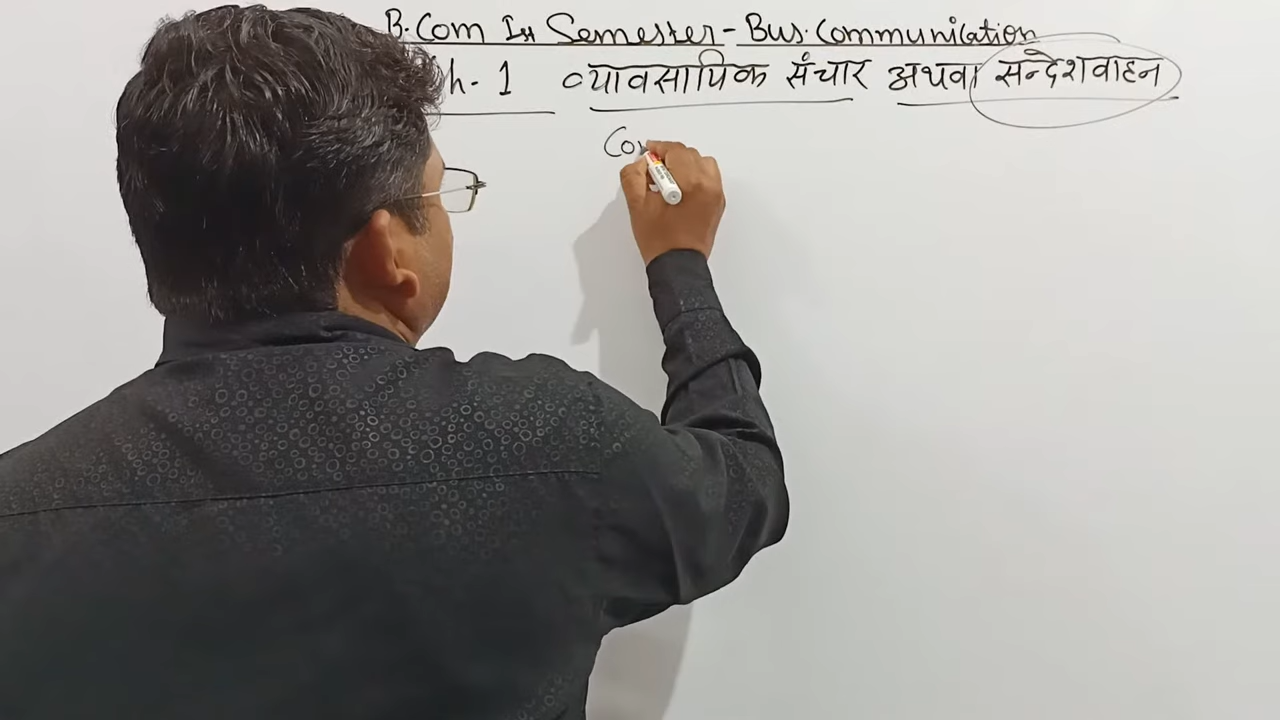 B.Com Ist Semester - Bus. Communication
h- 1 व्यावसायिक संचार अथवा सन्देशवाहन
Co